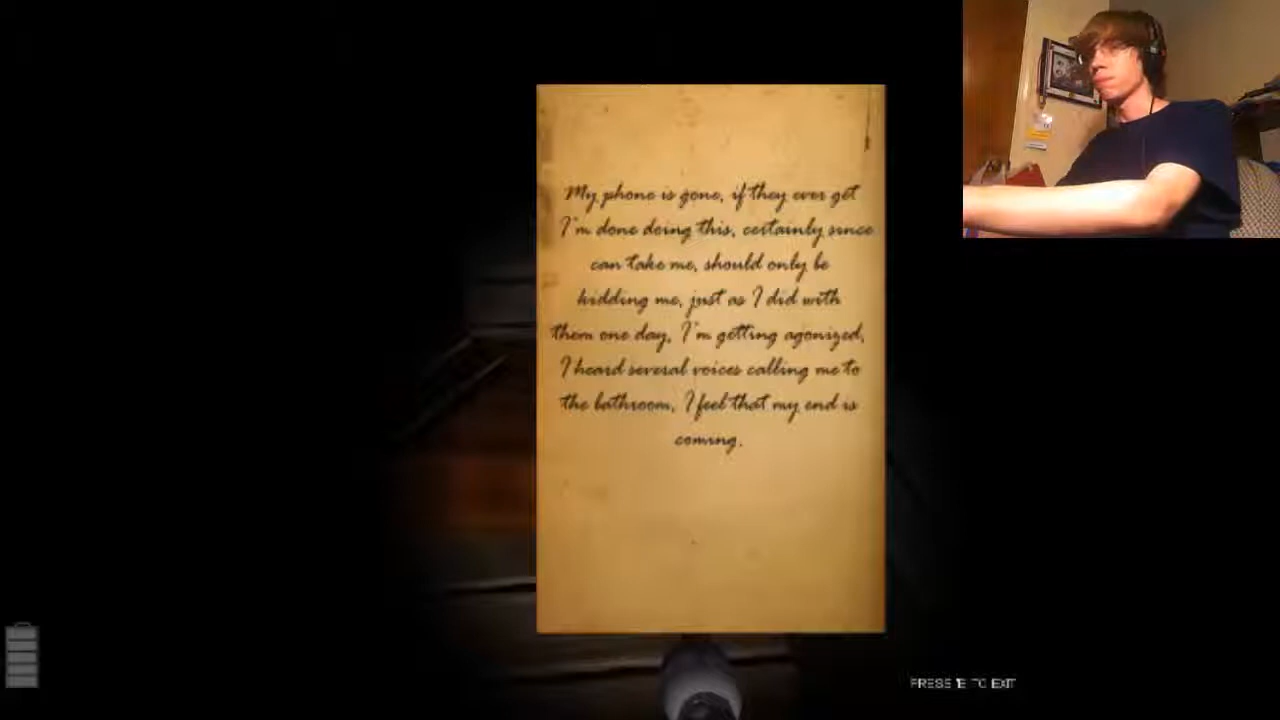 My phone is gone, if they ever get
I'm done doing this, certainly since
can take me, should only be
kidding me, just as I did with
them one day, I'm getting agonized,
I heard several voices calling me to
the bathroom, I feel that my end is
coming.
PRESS 'E' TO EXIT